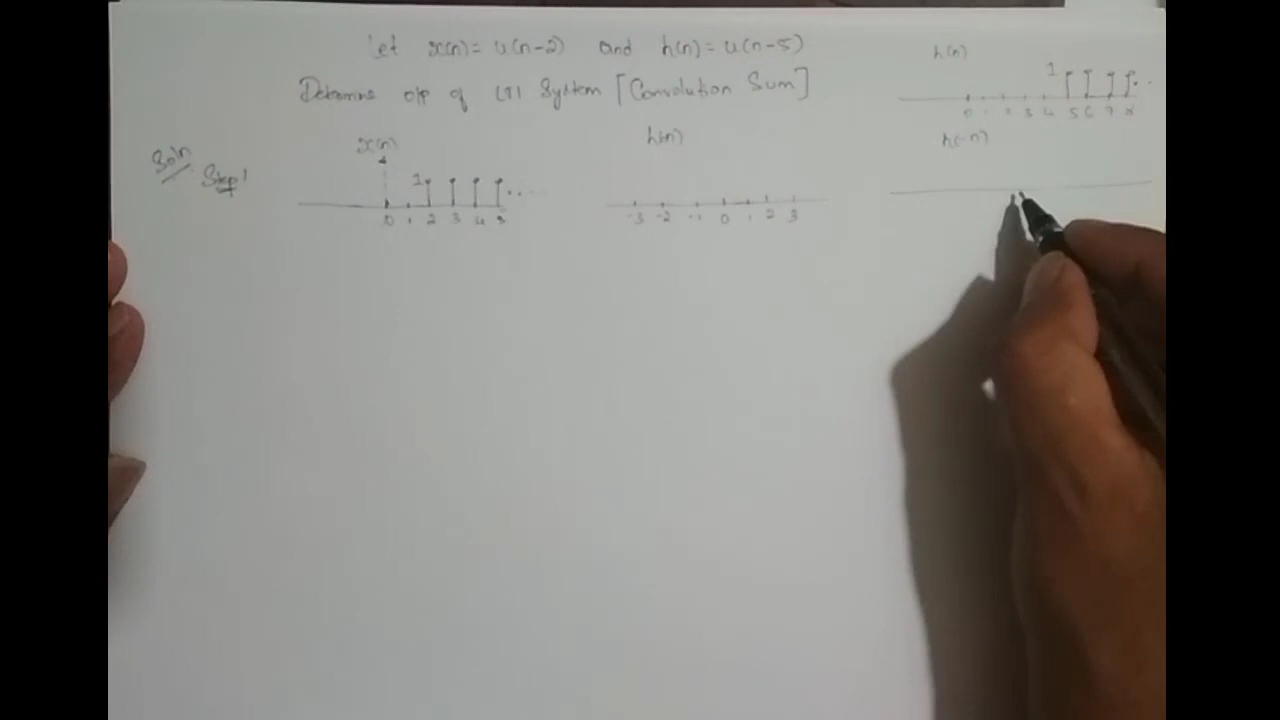 Let x(n) = u(n-2) and h(n) = u(n-5)
Determine o/p of LTI System [Convolution Sum]
h(n)
1
0 1 2 3 4 5 6 7 8
Soln
Step 1
x(n)
1
0 1 2 3 4 5
h(n)
-3 -2 -1 0 1 2 3
h(-n)